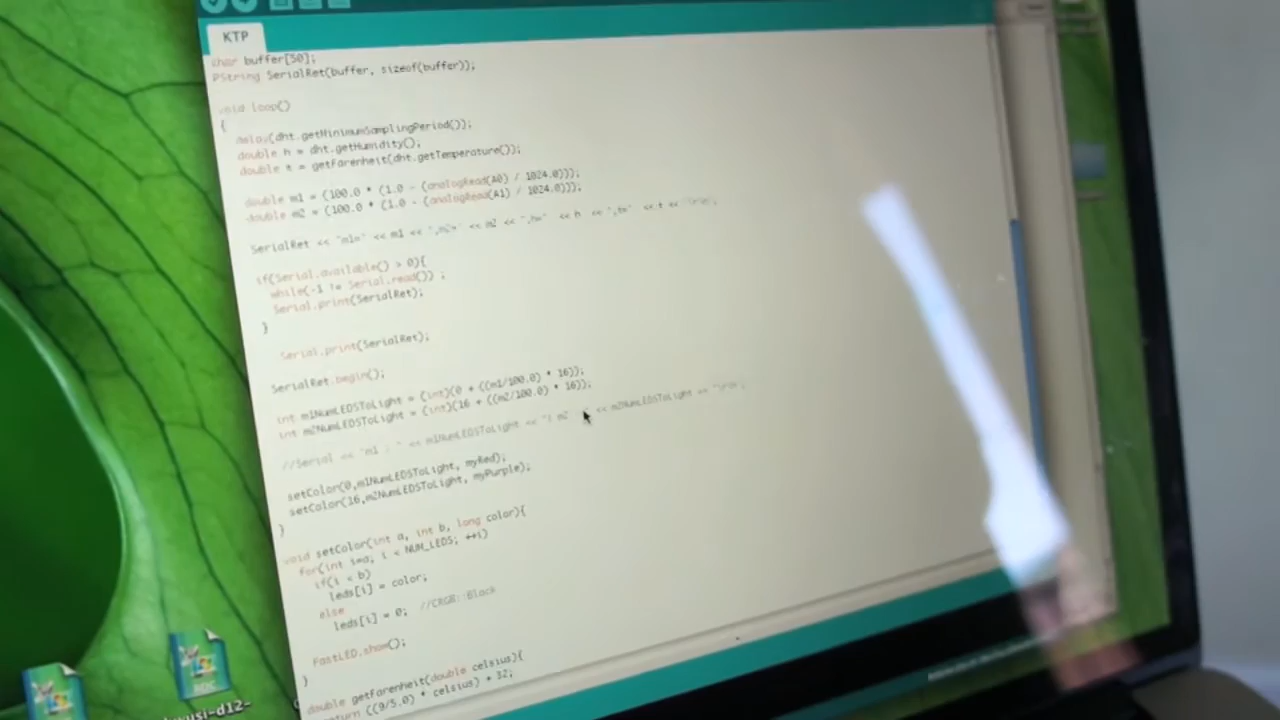 KTP
char buffer[50];
PString SerialRet(buffer, sizeof(buffer));
void loop()
{
delay(dht.getMinimumSamplingPeriod());
double h = dht.getHumidity();
double t = getFarenheit(dht.getTemperature());
double m1 = (100.0 * (1.0 - (analogRead(A0) / 1024.0)));
double m2 = (100.0 * (1.0 - (analogRead(A1) / 1024.0)));
SerialRet << "m1=" << m1 << ",m2=" << m2 << ",h=" << h << ",t=" << t << "\r\n";
if(Serial.available() > 0){
while(-1 != Serial.read()) ;
Serial.print(SerialRet);
}
Serial.print(SerialRet);
SerialRet.begin();
int m1NumLEDSToLight = (int)(0 + ((m1/100.0) * 16));
int m2NumLEDSToLight = (int)(16 + ((m2/100.0) * 16));
//Serial << "m1 : " << m1NumLEDSToLight << "| m2 << m2NumLEDSToLight << "\r\n";
setColor(0,m1NumLEDSToLight, myRed);
setColor(16,m2NumLEDSToLight, myPurple);
}
void setColor(int a, int b, long color){
for(int i=a; i < NUM_LEDS; ++i)
if(i < b)
leds[i] = color;
else
leds[i] = 0; //CRGB::Black
FastLED.show();
}
double getFarenheit(double celsius){
return ((9/5.0) * celsius) + 32;